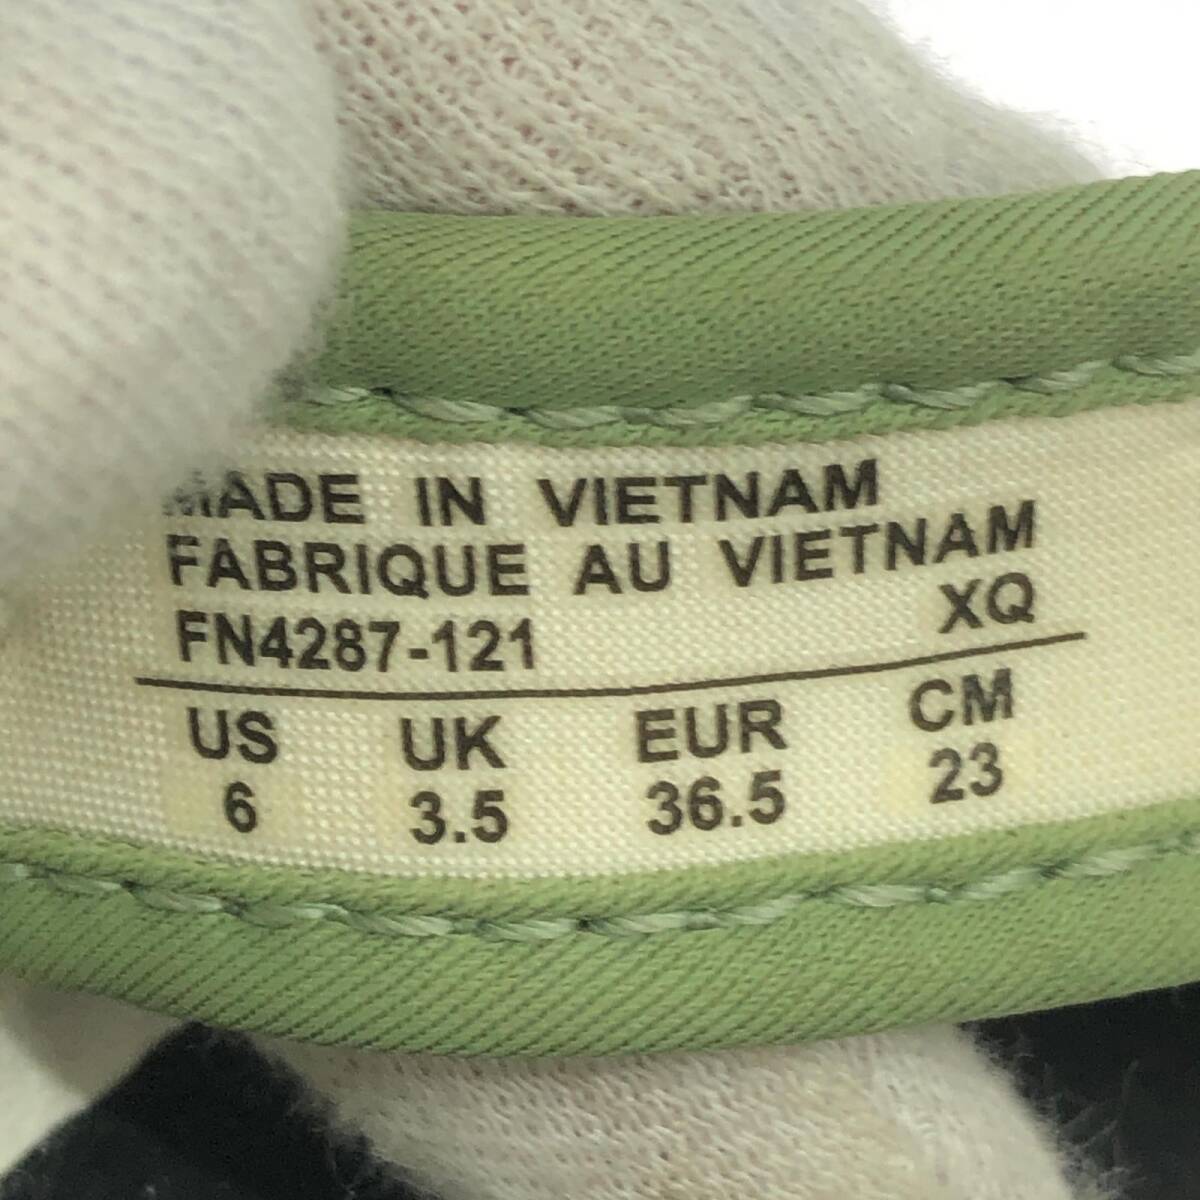 MADE IN VIETNAM
FABRIQUE AU VIETNAM
FN4287-121 XQ
US UK EUR CM
6 3.5 36.5 23